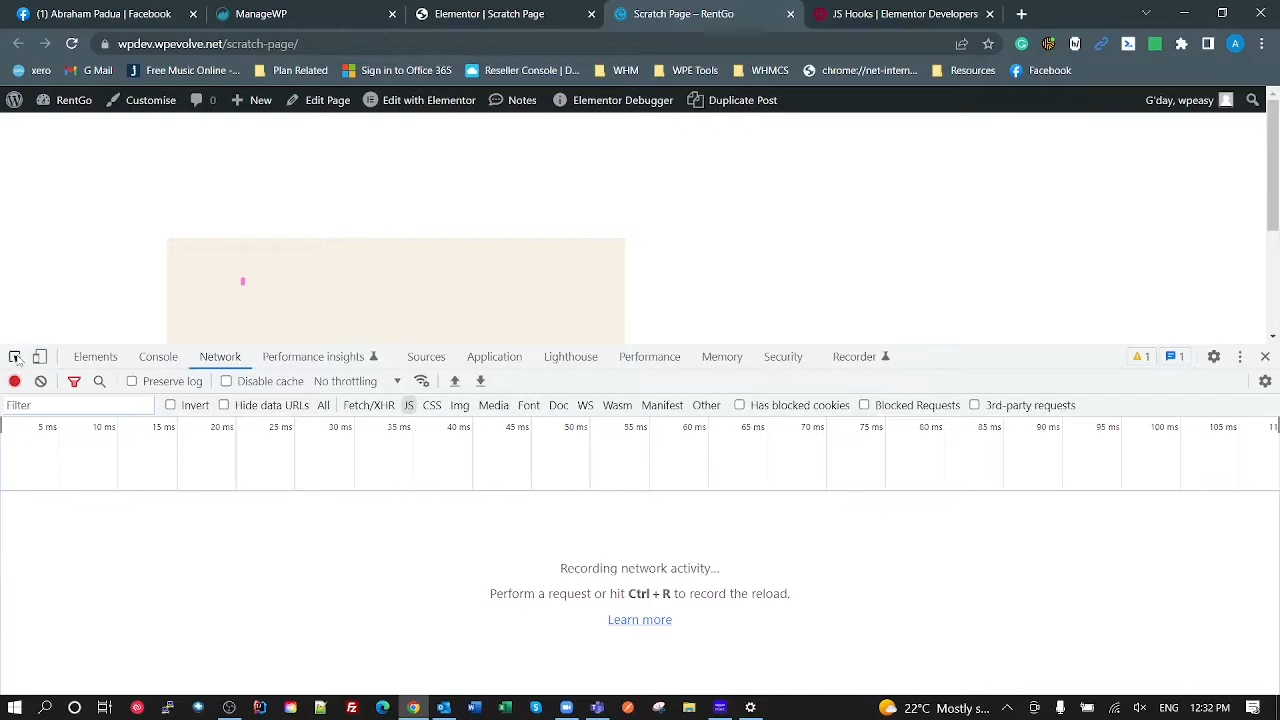 (1) Abraham Padua | Facebook
ManageWP
Elementor | Scratch Page
Scratch Page – RentGo
JS Hooks | Elementor Developers
wpdev.wpevolve.net/scratch-page/
A
xero
G Mail
Free Music Online -...
Plan Related
Sign in to Office 365
Reseller Console | D...
WHM
WPE Tools
WHMCS
chrome://net-intern...
Resources
Facebook
RentGo
Customise
0
New
Edit Page
Edit with Elementor
Notes
Elementor Debugger
Duplicate Post
G'day, wpeasy
Elements
Console
Network
Performance insights
Sources
Application
Lighthouse
Performance
Memory
Security
Recorder
1
1
Preserve log
Disable cache
No throttling
Filter
Invert
Hide data URLs
All
Fetch/XHR
JS
CSS
Img
Media
Font
Doc
WS
Wasm
Manifest
Other
Has blocked cookies
Blocked Requests
3rd-party requests
5 ms
10 ms
15 ms
20 ms
25 ms
30 ms
35 ms
40 ms
45 ms
50 ms
55 ms
60 ms
65 ms
70 ms
75 ms
80 ms
85 ms
90 ms
95 ms
100 ms
105 ms
11
Recording network activity...
Perform a request or hit Ctrl + R to record the reload.
Learn more
22°C Mostly s...
12:32 PM